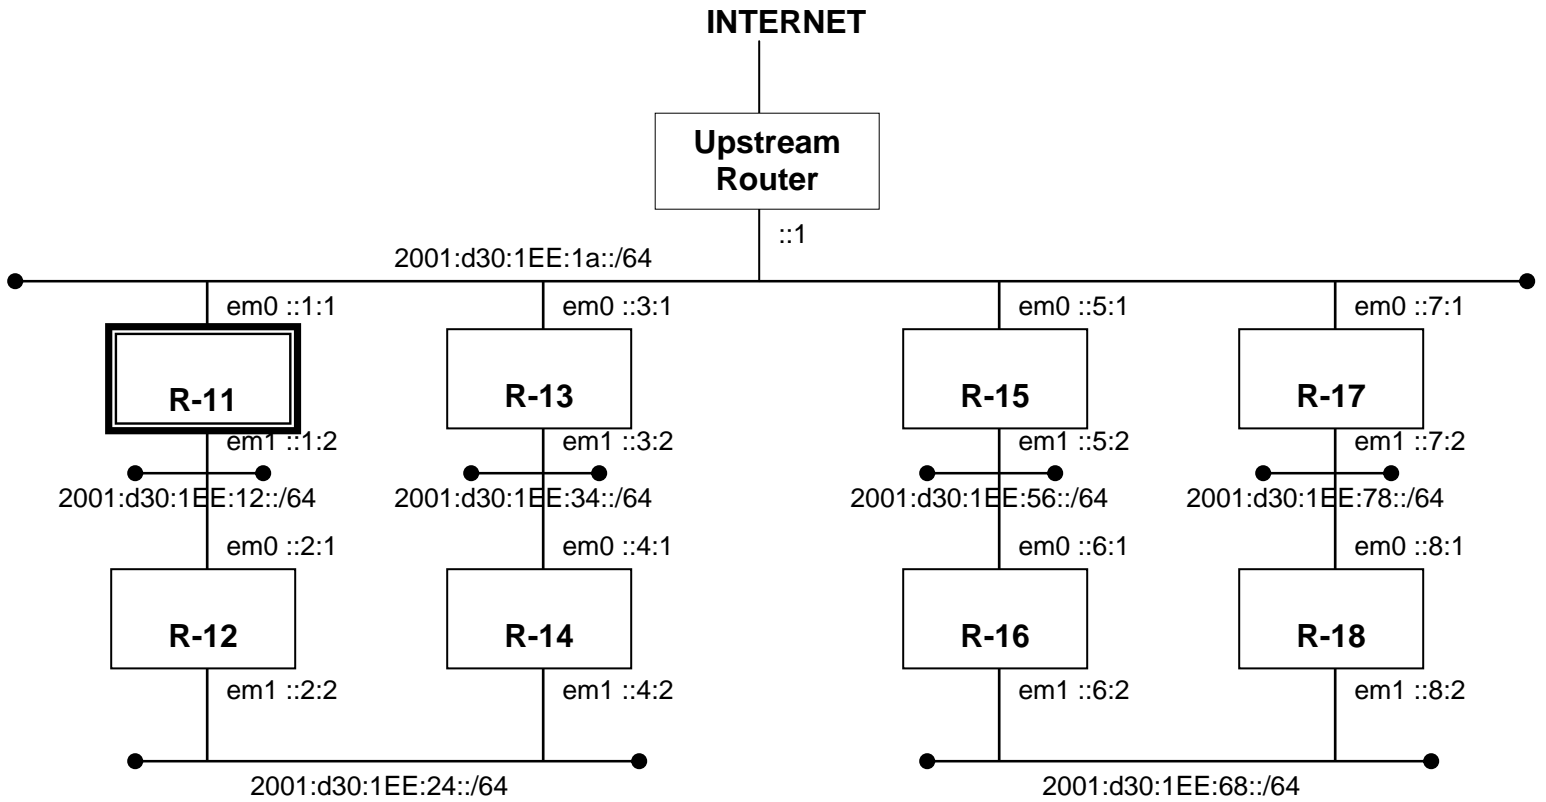 INTERNET
Upstream
Router
::1
2001:d30:1EE:1a::/64
em0 ::1:1
em0 ::3:1
em0 ::5:1
em0 ::7:1
R-11
R-13
R-15
R-17
em1 ::1:2
em1 ::3:2
em1 ::5:2
em1 ::7:2
2001:d30:1EE:12::/64
2001:d30:1EE:34::/64
2001:d30:1EE:56::/64
2001:d30:1EE:78::/64
em0 ::2:1
em0 ::4:1
em0 ::6:1
em0 ::8:1
R-12
R-14
R-16
R-18
em1 ::2:2
em1 ::4:2
em1 ::6:2
em1 ::8:2
2001:d30:1EE:24::/64
2001:d30:1EE:68::/64